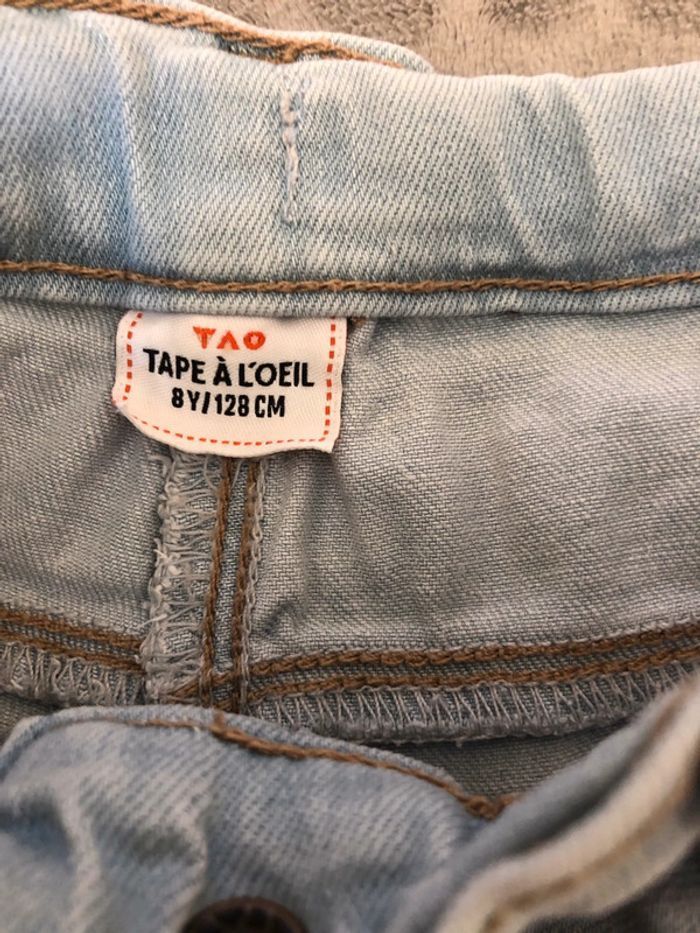 TAO
TAPE À L'OEIL
8Y/128 CM